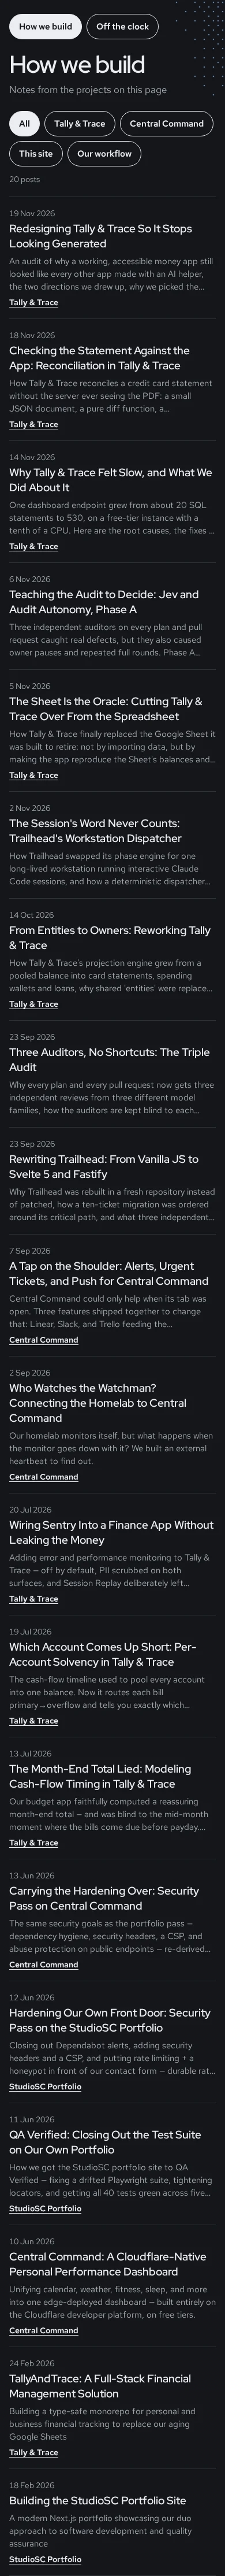 How we build
Off the clock
How we build
Notes from the projects on this page
All
Tally & Trace
Central Command
This site
Our workflow
20 posts
19 Nov 2026
Redesigning Tally & Trace So It Stops
Looking Generated
An audit of why a working, accessible money app still
looked like every other app made with an AI helper,
the two directions we drew up, why we picked the...
Tally & Trace
18 Nov 2026
Checking the Statement Against the
App: Reconciliation in Tally & Trace
How Tally & Trace reconciles a credit card statement
without the server ever seeing the PDF: a small
JSON document, a pure diff function, a...
Tally & Trace
14 Nov 2026
Why Tally & Trace Felt Slow, and What We
Did About It
One dashboard endpoint grew from about 20 SQL
statements to 530, on a free-tier instance with a
tenth of a CPU. Here are the root causes, the fixes ...
Tally & Trace
6 Nov 2026
Teaching the Audit to Decide: Jev and
Audit Autonomy, Phase A
Three independent auditors on every plan and pull
request caught real defects, but they also caused
owner pauses and repeated full rounds. Phase A...
5 Nov 2026
The Sheet Is the Oracle: Cutting Tally &
Trace Over From the Spreadsheet
How Tally & Trace finally replaced the Google Sheet it
was built to retire: not by importing data, but by
making the app reproduce the Sheet's balances and...
Tally & Trace
2 Nov 2026
The Session's Word Never Counts:
Trailhead's Workstation Dispatcher
How Trailhead swapped its phase engine for one
long-lived workstation running interactive Claude
Code sessions, and how a deterministic dispatcher...
14 Oct 2026
From Entities to Owners: Reworking Tally
& Trace
How Tally & Trace's projection engine grew from a
pooled balance into card statements, spending
wallets and loans, why shared 'entities' were replace...
Tally & Trace
23 Sep 2026
Three Auditors, No Shortcuts: The Triple
Audit
Why every plan and every pull request now gets three
independent reviews from three different model
families, how the auditors are kept blind to each...
23 Sep 2026
Rewriting Trailhead: From Vanilla JS to
Svelte 5 and Fastify
Why Trailhead was rebuilt in a fresh repository instead
of patched, how a ten-ticket migration was ordered
around its critical path, and what three independent...
7 Sep 2026
A Tap on the Shoulder: Alerts, Urgent
Tickets, and Push for Central Command
Central Command could only help when its tab was
open. Three features shipped together to change
that: Linear, Slack, and Trello feeding the...
Central Command
2 Sep 2026
Who Watches the Watchman?
Connecting the Homelab to Central
Command
Our homelab monitors itself, but what happens when
the monitor goes down with it? We built an external
heartbeat to find out.
Central Command
20 Jul 2026
Wiring Sentry Into a Finance App Without
Leaking the Money
Adding error and performance monitoring to Tally &
Trace — off by default, PII scrubbed on both
surfaces, and Session Replay deliberately left...
Tally & Trace
19 Jul 2026
Which Account Comes Up Short: Per-
Account Solvency in Tally & Trace
The cash-flow timeline used to pool every account
into one balance. Now it routes each bill
primary→overflow and tells you exactly which...
Tally & Trace
13 Jul 2026
The Month-End Total Lied: Modeling
Cash-Flow Timing in Tally & Trace
Our budget app faithfully computed a reassuring
month-end total — and was blind to the mid-month
moment where the bills come due before payday....
Tally & Trace
13 Jun 2026
Carrying the Hardening Over: Security
Pass on Central Command
The same security goals as the portfolio pass —
dependency hygiene, security headers, a CSP, and
abuse protection on public endpoints — re-derived...
Central Command
12 Jun 2026
Hardening Our Own Front Door: Security
Pass on the StudioSC Portfolio
Closing out Dependabot alerts, adding security
headers and a CSP, and putting rate limiting + a
honeypot in front of our contact form — durable rat...
StudioSC Portfolio
11 Jun 2026
QA Verified: Closing Out the Test Suite
on Our Own Portfolio
How we got the StudioSC portfolio site to QA
Verified — fixing a drifted Playwright suite, tightening
locators, and getting all 40 tests green across five...
StudioSC Portfolio
10 Jun 2026
Central Command: A Cloudflare-Native
Personal Performance Dashboard
Unifying calendar, weather, fitness, sleep, and more
into one edge-deployed dashboard — built entirely on
the Cloudflare developer platform, on free tiers.
Central Command
24 Feb 2026
TallyAndTrace: A Full-Stack Financial
Management Solution
Building a type-safe monorepo for personal and
business financial tracking to replace our aging
Google Sheets
Tally & Trace
18 Feb 2026
Building the StudioSC Portfolio Site
A modern Next.js portfolio showcasing our duo
approach to software development and quality
assurance
StudioSC Portfolio